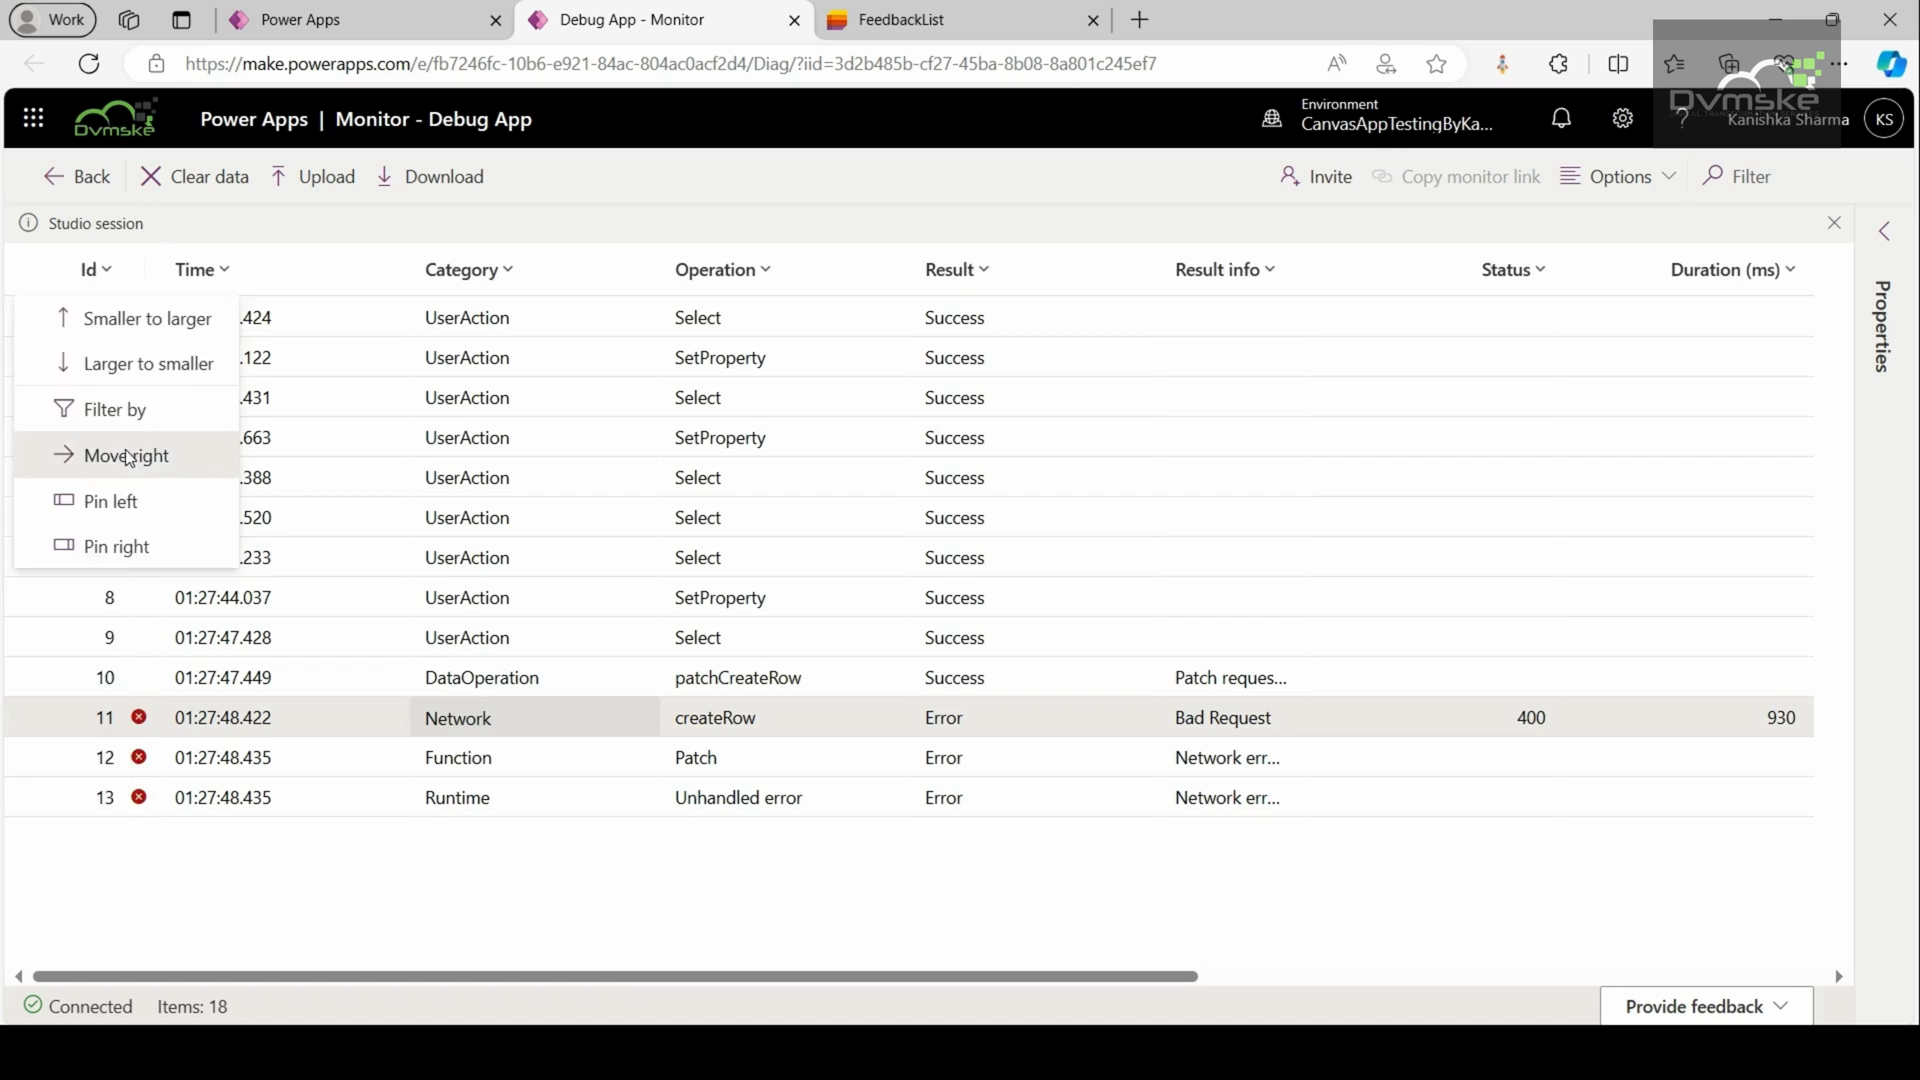 Work
Power Apps
Debug App - Monitor
FeedbackList
https://make.powerapps.com/e/fb7246fc-10b6-e921-84ac-804ac0acf2d4/Diag/?iid=3d2b485b-cf27-45ba-8b08-8a801c245ef7
Dvmske
Dvmske
Power Apps | Monitor - Debug App
Environment
CanvasAppTestingByKa...
Kanishka Sharma
KS
Back
Clear data
Upload
Download
Invite
Copy monitor link
Options
Filter
Studio session
Id Time Category Operation Result Result info Status Duration (ms)
Properties
Smaller to larger
Larger to smaller
Filter by
Move right
Pin left
Pin right
.424 UserAction Select Success
.122 UserAction SetProperty Success
.431 UserAction Select Success
.663 UserAction SetProperty Success
.388 UserAction Select Success
.520 UserAction Select Success
.233 UserAction Select Success
8 01:27:44.037 UserAction SetProperty Success
9 01:27:47.428 UserAction Select Success
10 01:27:47.449 DataOperation patchCreateRow Success Patch reques...
11 01:27:48.422 Network createRow Error Bad Request 400 930
12 01:27:48.435 Function Patch Error Network err...
13 01:27:48.435 Runtime Unhandled error Error Network err...
Connected Items: 18
Provide feedback